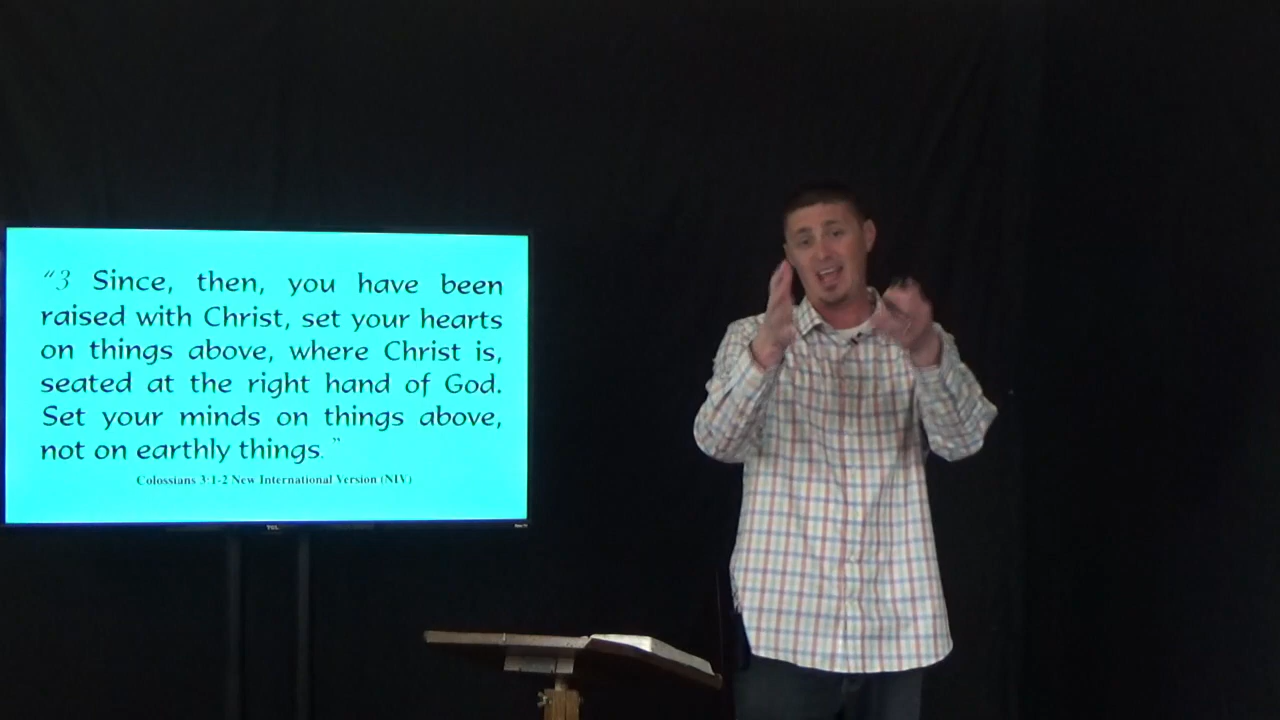 “3 Since, then, you have been
raised with Christ, set your hearts
on things above, where Christ is,
seated at the right hand of God.
Set your minds on things above,
not on earthly things.”
Colossians 3:1-2 New International Version (NIV)
TCL